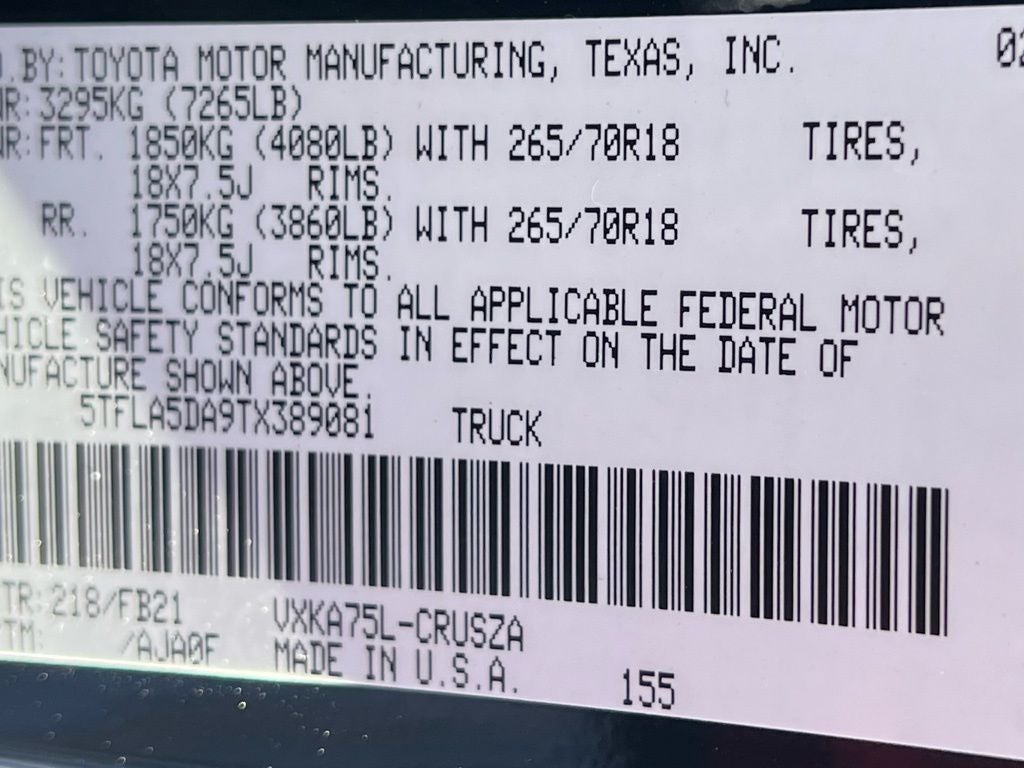 .BY: TOYOTA MOTOR MANUFACTURING, TEXAS, INC. 02
WR: 3295KG (7265LB)
WR: FRT. 1850KG (4080LB) WITH 265/70R18 TIRES,
18X7.5J RIMS.
RR. 1750KG (3860LB) WITH 265/70R18 TIRES,
18X7.5J RIMS.
IS VEHICLE CONFORMS TO ALL APPLICABLE FEDERAL MOTOR
HICLE SAFETY STANDARDS IN EFFECT ON THE DATE OF
NUFACTURE SHOWN ABOVE.
5TFLA5DA9TX389081 TRUCK
TR: 218/FB21 VXKA75L-CRUSZA
TM: /AJA0F MADE IN U.S.A. 155